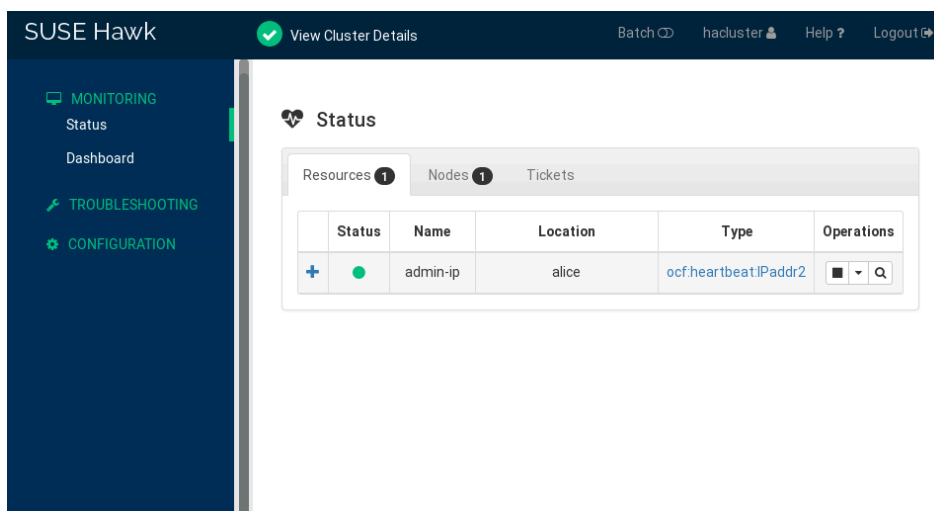 SUSE Hawk
View Cluster Details
Batch hacluster Help ? Logout
MONITORING
Status
Dashboard
TROUBLESHOOTING
CONFIGURATION
Status
Resources 1 Nodes 1 Tickets
Status Name Location Type Operations
admin-ip alice ocf:heartbeat:IPaddr2